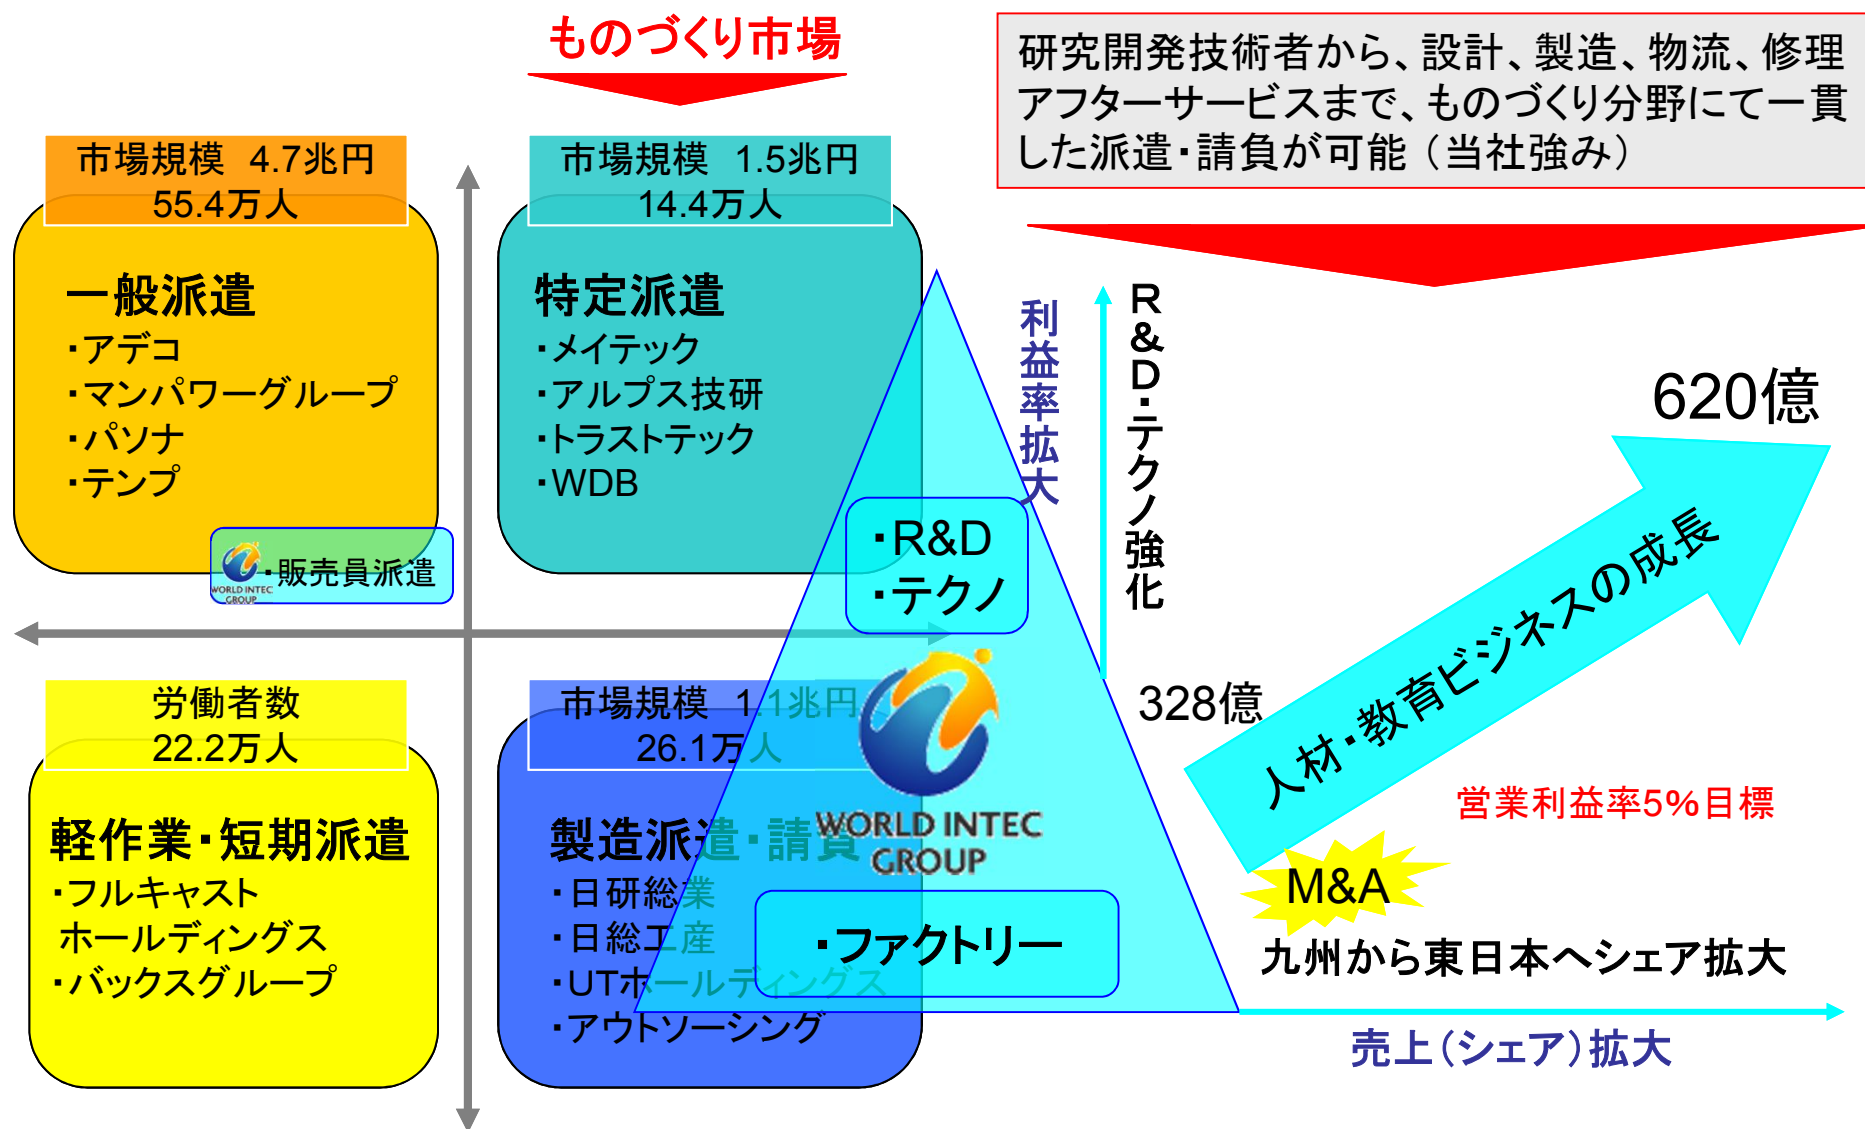 ものづくり市場
研究開発技術者から、設計、製造、物流、修理
アフターサービスまで、ものづくり分野にて一貫
した派遣・請負が可能（当社強み）
市場規模　4.7兆円
55.4万人
一般派遣
・アデコ
・マンパワーグループ
・パソナ
・テンプ
・販売員派遣
WORLD INTEC
GROUP
市場規模　1.5兆円
14.4万人
特定派遣
・メイテック
・アルプス技研
・トラストテック
・WDB
・R&D
・テクノ
利益率拡大
R&D・テクノ強化
労働者数
22.2万人
軽作業・短期派遣
・フルキャスト
ホールディングス
・バックスグループ
市場規模　1.1兆円
26.1万人
製造派遣・請負
・日研総業
・日総工産
・UTホールディングス
・アウトソーシング
WORLD INTEC
GROUP
・ファクトリー
620億
328億
人材・教育ビジネスの成長
営業利益率5%目標
M&A
九州から東日本へシェア拡大
売上（シェア）拡大